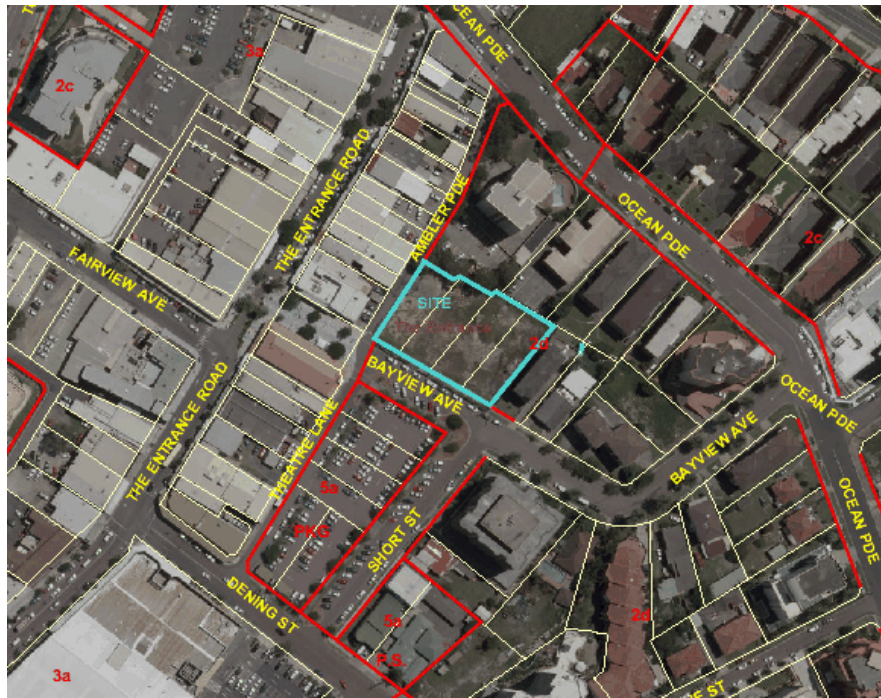 OCEAN PDE
3a
2c
THE ENTRANCE ROAD
AMBLER PDE
OCEAN PDE
2c
FAIRVIEW AVE
SITE
2d
BAYVIEW AVE
THE ENTRANCE ROAD
OCEAN PDE
THEATRE LANE
BAYVIEW AVE
5a
OCEAN PDE
PKG
SHORT ST
DENING ST
5a
2d
P.S.
3a
ST